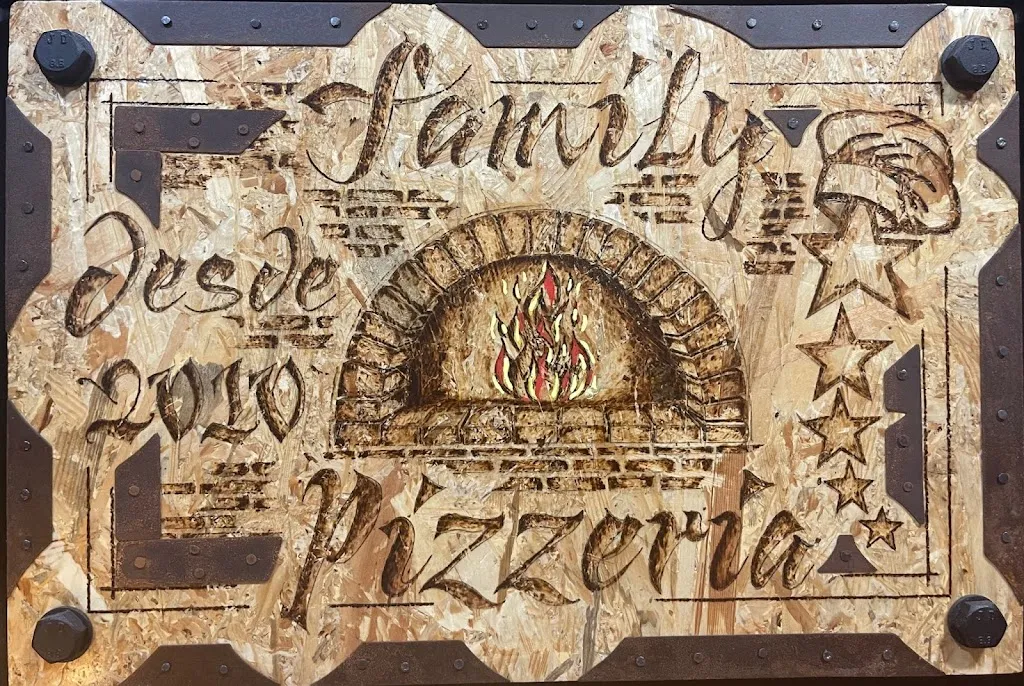 Family
desde
2010
Pizzeria